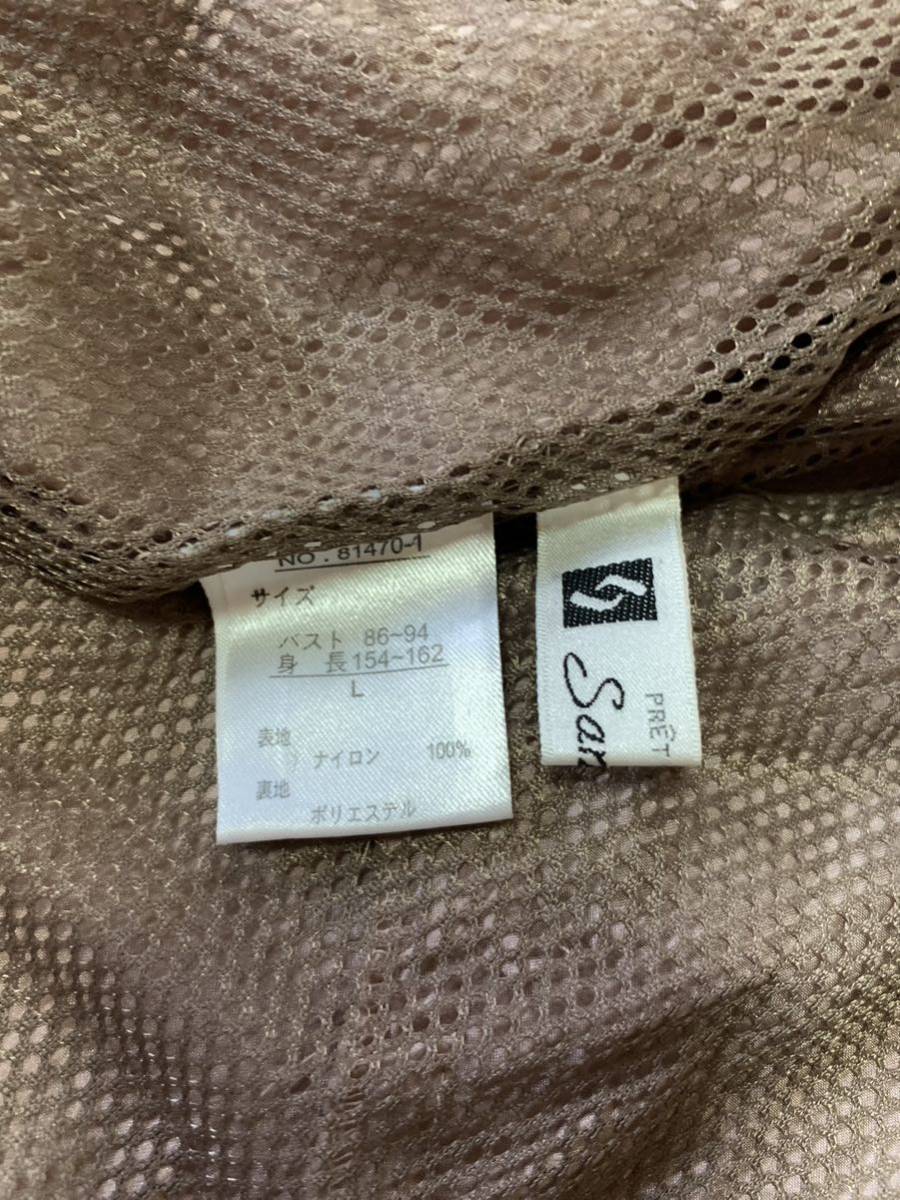 NO.81470-1
サイズ
バスト 86~94
身 長 154~162
L
表地
ナイロン 100%
裏地
ポリエステル
San
PRÊT